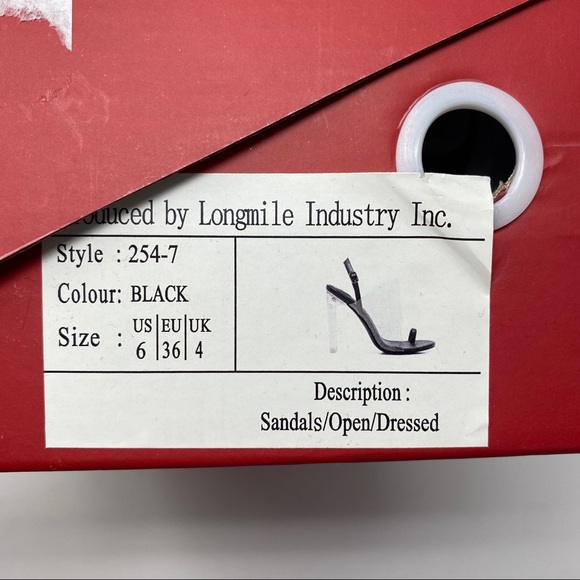 by Longmile Industry Inc.
Style : 254-7
Colour: BLACK
Size : US|EU|UK
6 |36| 4
Description :
Sandals/Open/Dressed